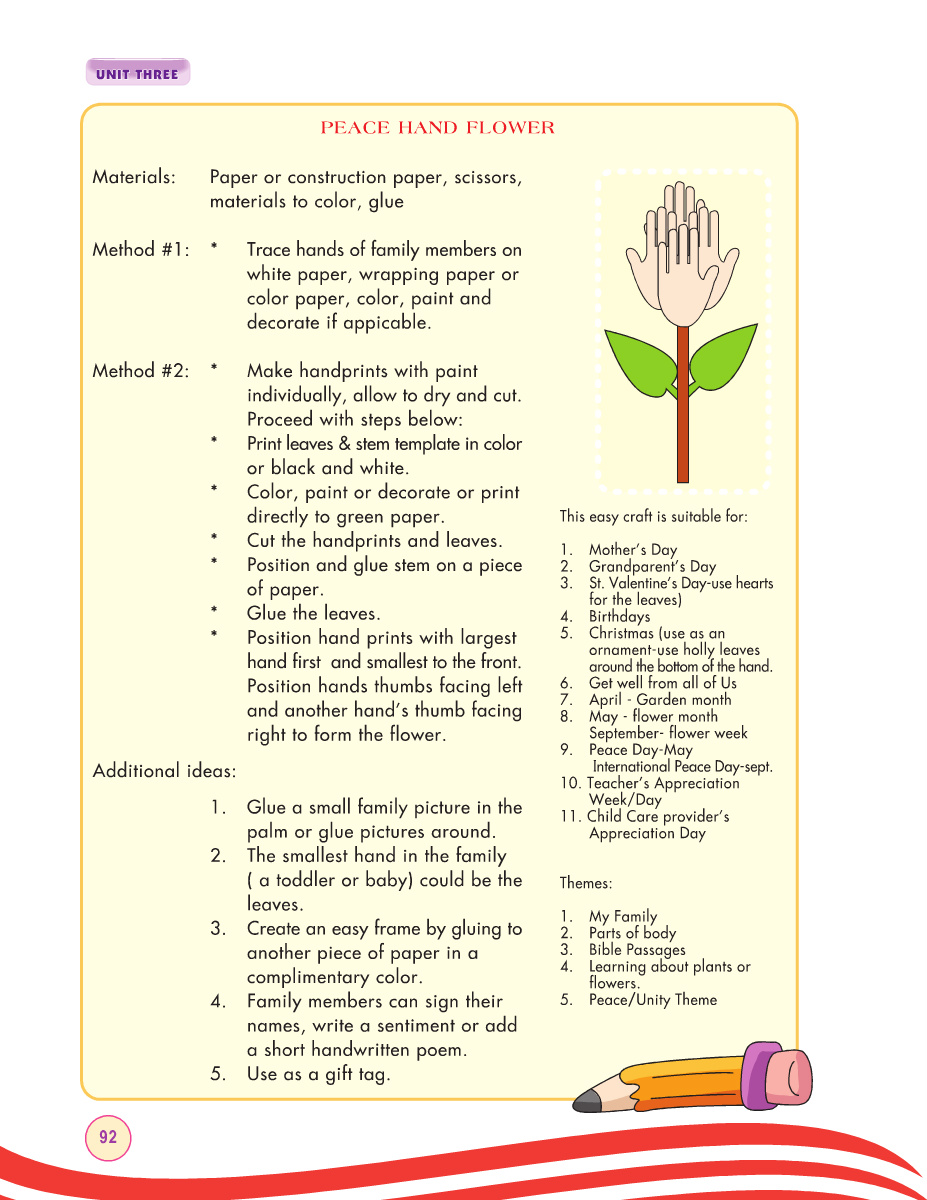 UNIT THREE
PEACE HAND FLOWER
Materials: Paper or construction paper, scissors,
materials to color, glue
Method #1: * Trace hands of family members on
white paper, wrapping paper or
color paper, color, paint and
decorate if appicable.
Method #2: * Make handprints with paint
individually, allow to dry and cut.
Proceed with steps below:
* Print leaves & stem template in color
or black and white.
* Color, paint or decorate or print
directly to green paper.
* Cut the handprints and leaves.
* Position and glue stem on a piece
of paper.
* Glue the leaves.
* Position hand prints with largest
hand first and smallest to the front.
Position hands thumbs facing left
and another hand's thumb facing
right to form the flower.
Additional ideas:
1. Glue a small family picture in the
palm or glue pictures around.
2. The smallest hand in the family
( a toddler or baby) could be the
leaves.
3. Create an easy frame by gluing to
another piece of paper in a
complimentary color.
4. Family members can sign their
names, write a sentiment or add
a short handwritten poem.
5. Use as a gift tag.
This easy craft is suitable for:
1. Mother's Day
2. Grandparent's Day
3. St. Valentine's Day-use hearts
for the leaves)
4. Birthdays
5. Christmas (use as an
ornament-use holly leaves
around the bottom of the hand.
6. Get well from all of Us
7. April - Garden month
8. May - flower month
September- flower week
9. Peace Day-May
International Peace Day-sept.
10. Teacher's Appreciation
Week/Day
11. Child Care provider's
Appreciation Day
Themes:
1. My Family
2. Parts of body
3. Bible Passages
4. Learning about plants or
flowers.
5. Peace/Unity Theme
92